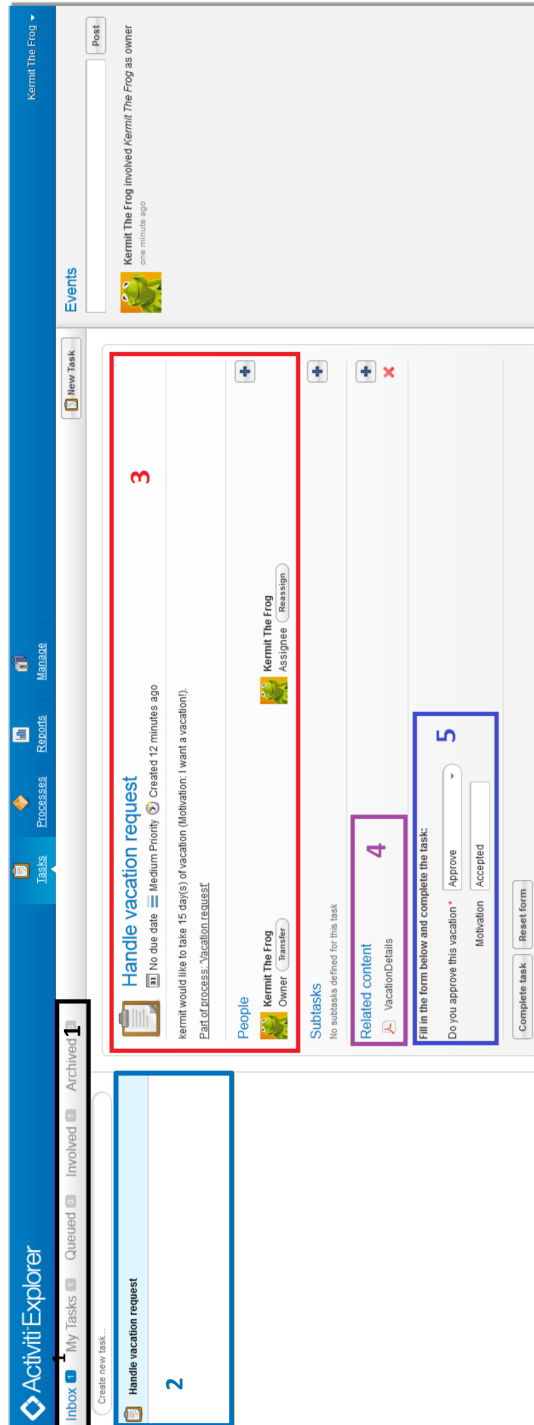 Activiti Explorer
Tasks
Processes
Reports
Manage
Kermit The Frog
1
Inbox 1
My Tasks 1
Queued 0
Involved 1
Archived
1
Create new task...
Handle vacation request
2
New Task
Handle vacation request
3
31 No due date Medium Priority Created 12 minutes ago
kermit would like to take 15 day(s) of vacation (Motivation: I want a vacation!).
Part of process: 'Vacation request'
People
Kermit The Frog
Owner Transfer
Kermit The Frog
Assignee Reassign
Subtasks
No subtasks defined for this task
Related content
4
VacationDetails
Fill in the form below and complete the task:
5
Do you approve this vacation * Approve
Motivation Accepted
Complete task Reset form
Events
Post
Kermit The Frog involved Kermit The Frog as owner
one minute ago